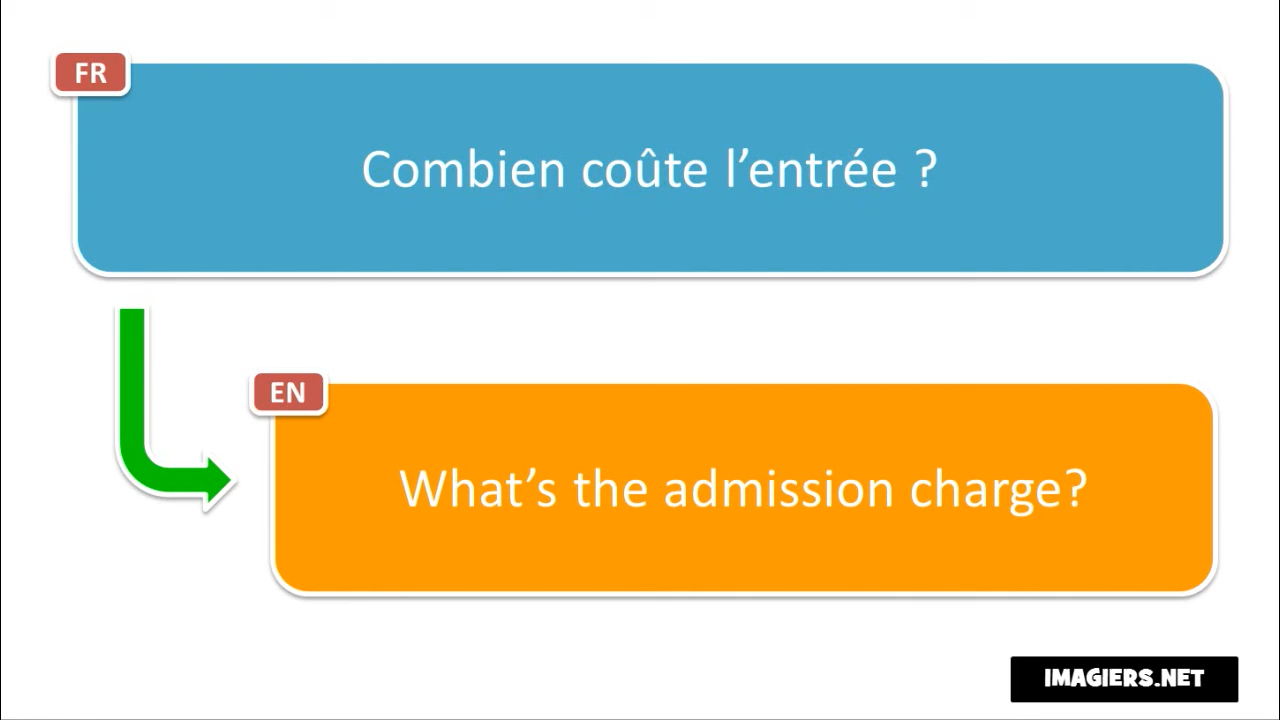 FR
Combien coûte l’entrée ?
EN
What’s the admission charge?
IMAGIERS.NET